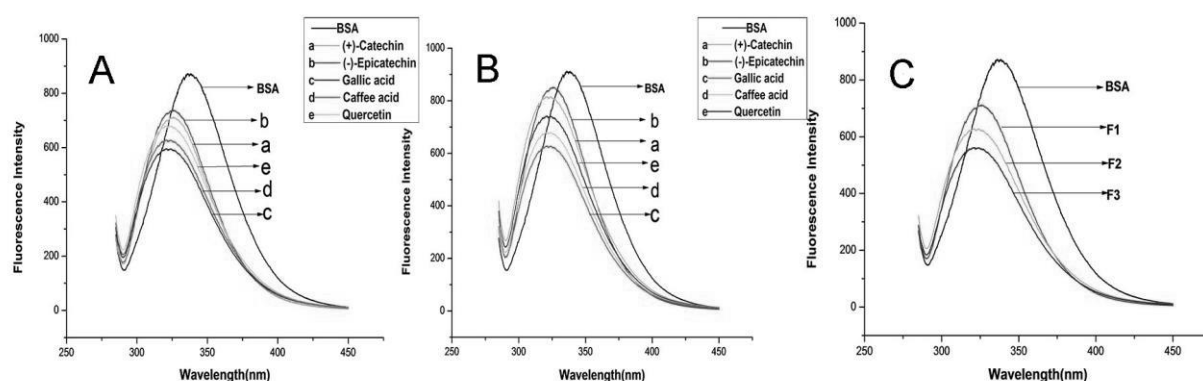 A
BSA
a (+)-Catechin
b (-)-Epicatechin
c Gallic acid
d Caffee acid
e Quercetin
BSA
b
a
e
d
c
Fluorescence Intensity
1000
800
600
400
200
0
250 300 350 400 450
Wavelength(nm)
B
BSA
a (+)-Catechin
b (-)-Epicatechin
c Gallic acid
d Caffee acid
e Quercetin
BSA
b
a
e
d
c
Fluorescence Intensity
1000
800
600
400
200
0
250 300 350 400 450
Wavelength(nm)
C
BSA
F1
F2
F3
Fluorescence Intensity
1000
800
600
400
200
0
250 300 350 400 450
Wavelength(nm)